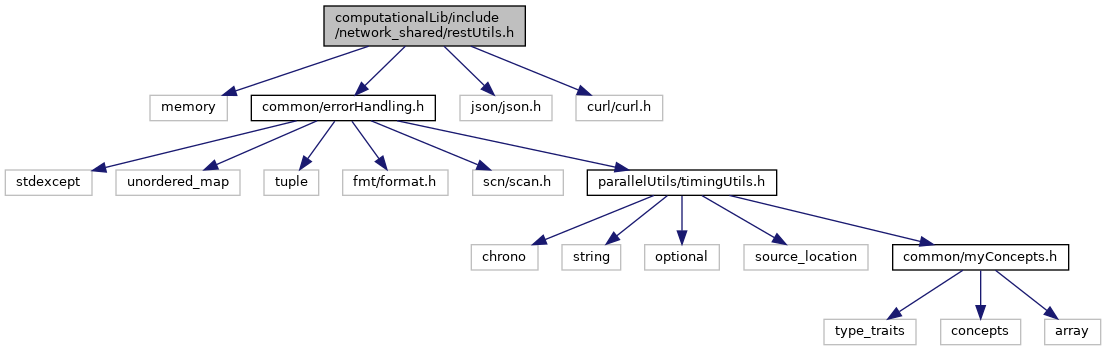 computationalLib/include
/network_shared/restUtils.h
memory
common/errorHandling.h
json/json.h
curl/curl.h
stdexcept
unordered_map
tuple
fmt/format.h
scn/scan.h
parallelUtils/timingUtils.h
chrono
string
optional
source_location
common/myConcepts.h
type_traits
concepts
array